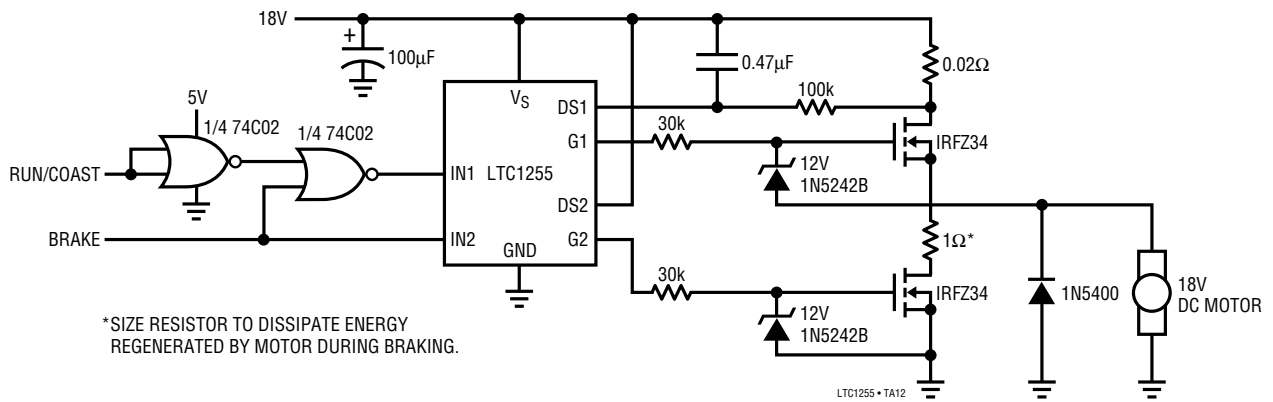 18V
+
100μF
0.47μF
0.02Ω
5V
1/4 74C02
1/4 74C02
VS
DS1
100k
G1
30k
IRFZ34
12V
1N5242B
RUN/COAST
IN1
LTC1255
DS2
BRAKE
IN2
G2
GND
1Ω*
30k
IRFZ34
12V
1N5242B
1N5400
18V
DC MOTOR
*SIZE RESISTOR TO DISSIPATE ENERGY
REGENERATED BY MOTOR DURING BRAKING.
LTC1255 • TA12